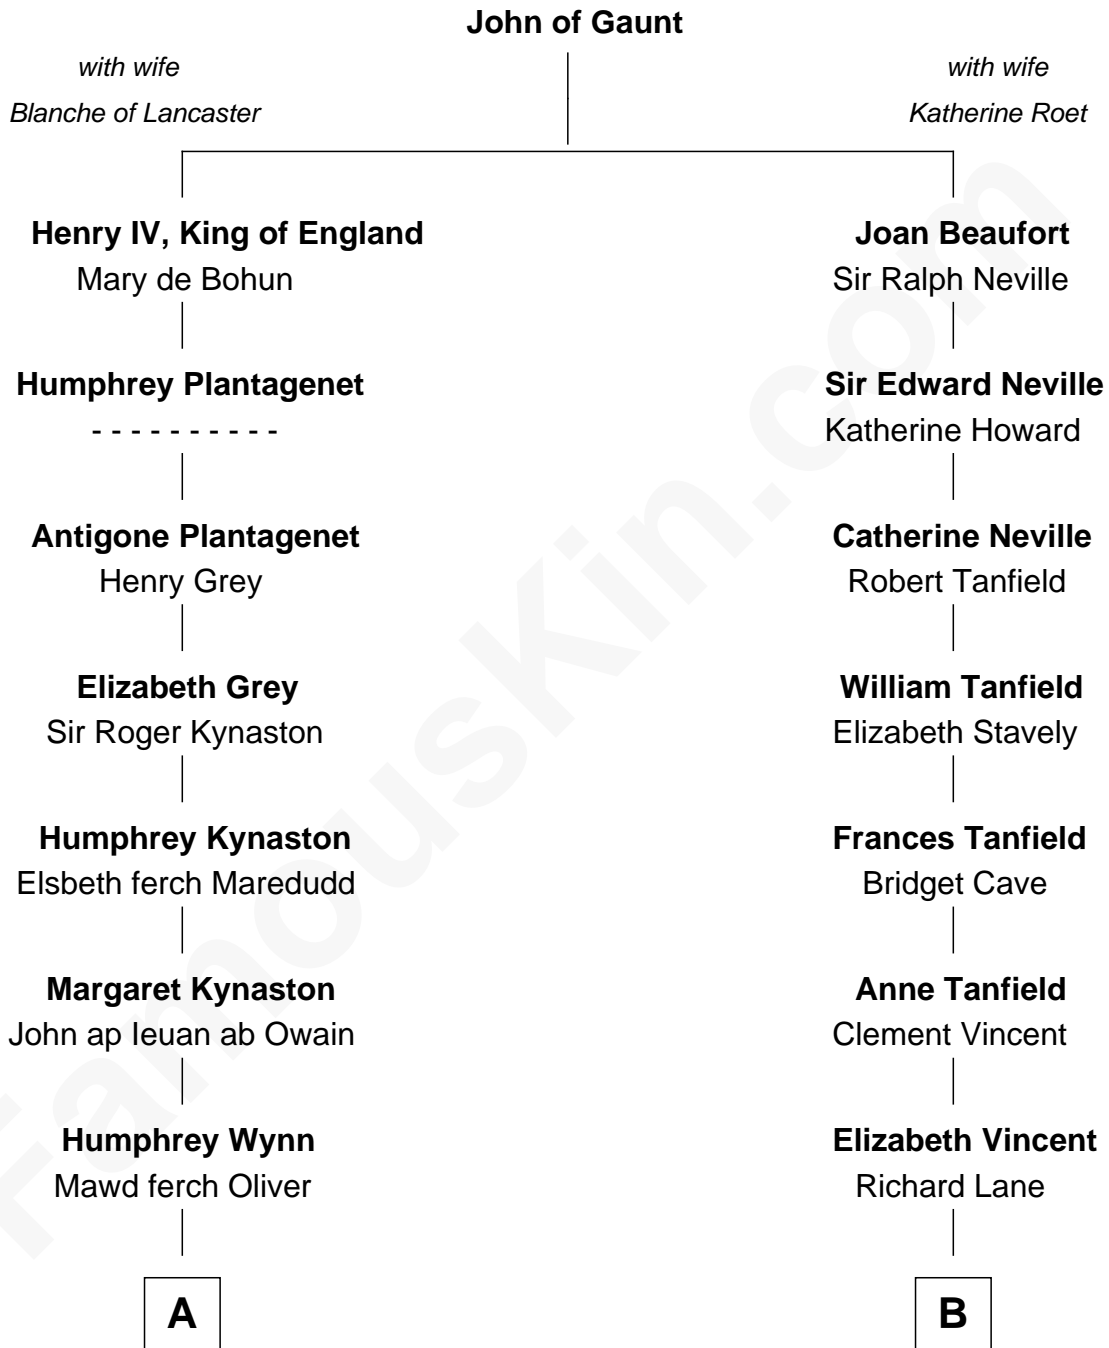 John of Gaunt
with wife
Blanche of Lancaster
with wife
Katherine Roet
Henry IV, King of England
Mary de Bohun
Joan Beaufort
Sir Ralph Neville
Humphrey Plantagenet
- - - - - - - - - -
Sir Edward Neville
Katherine Howard
Antigone Plantagenet
Henry Grey
Catherine Neville
Robert Tanfield
Elizabeth Grey
Sir Roger Kynaston
William Tanfield
Elizabeth Stavely
Humphrey Kynaston
Elsbeth ferch Maredudd
Frances Tanfield
Bridget Cave
Margaret Kynaston
John ap Ieuan ab Owain
Anne Tanfield
Clement Vincent
Humphrey Wynn
Mawd ferch Oliver
Elizabeth Vincent
Richard Lane
A
B
FamousKin.com